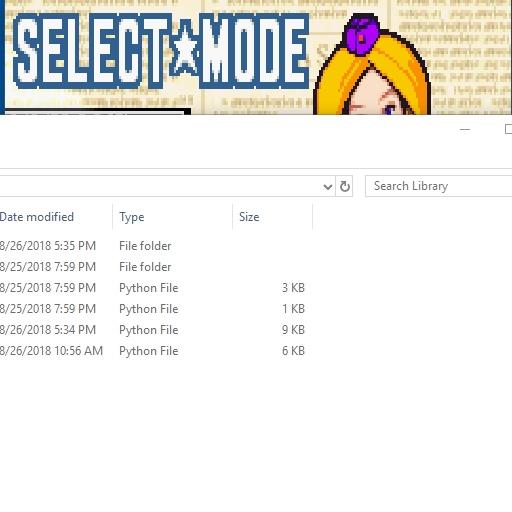 SELECT★MODE
Search Library
Date modified Type Size
8/26/2018 5:35 PM File folder
8/25/2018 7:59 PM File folder
8/25/2018 7:59 PM Python File 3 KB
8/25/2018 7:59 PM Python File 1 KB
8/26/2018 5:34 PM Python File 9 KB
8/26/2018 10:56 AM Python File 6 KB